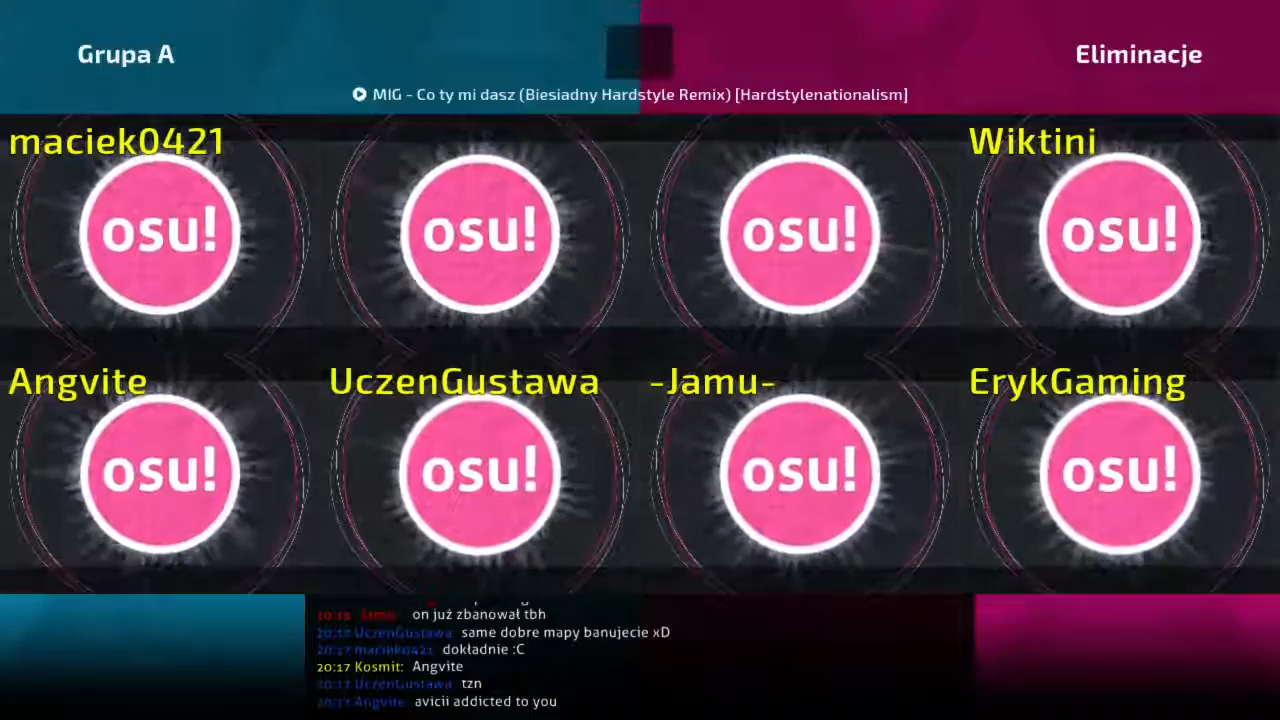 Grupa A
Eliminacje
MIG - Co ty mi dasz (Biesiadny Hardstyle Remix) [Hardstylenationalism]
maciek0421
Wiktini
osu!
osu!
osu!
osu!
Angvite
UczenGustawa
-Jamu-
ErykGaming
osu!
osu!
osu!
osu!
on już zbanował tbh
20:17 UczenGustawa same dobre mapy banujecie xD
20:17 maciek0421 dokładnie :C
20:17 Kosmit: Angvite
20:17 UczenGustawa tzn
20:17 Angvite avicii addicted to you